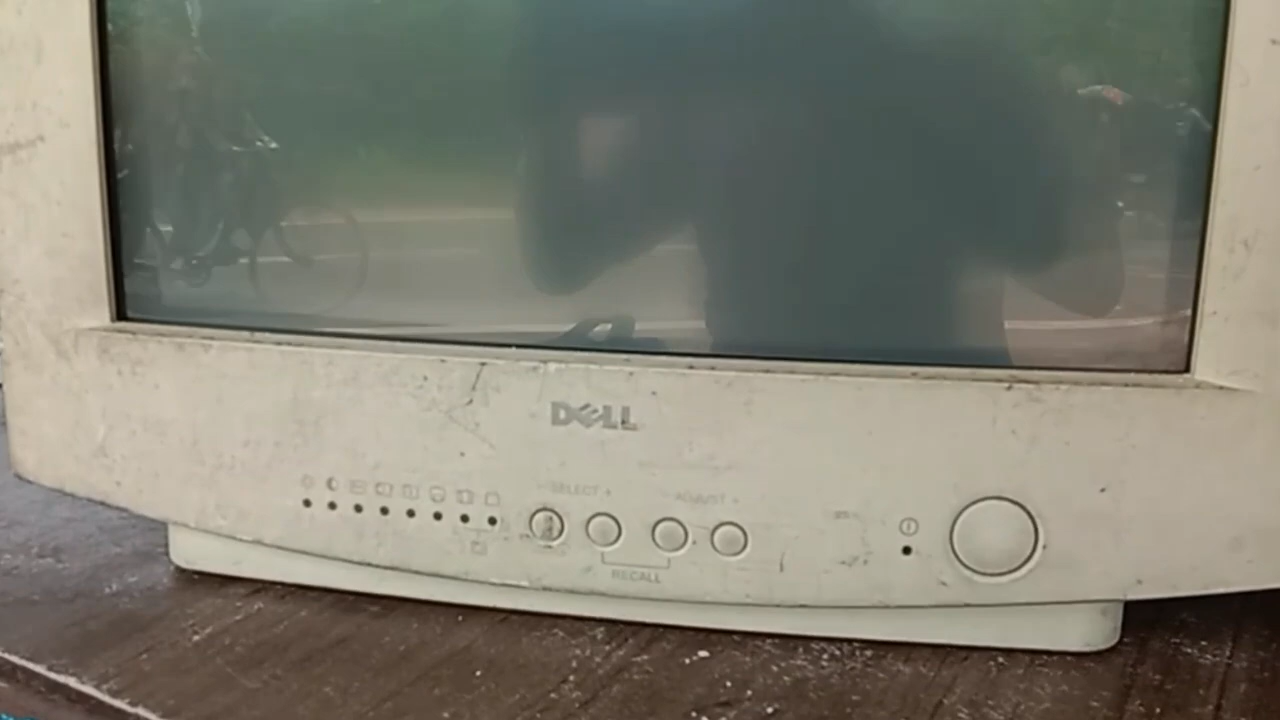 DELL
- SELECT +
- ADJUST +
RECALL